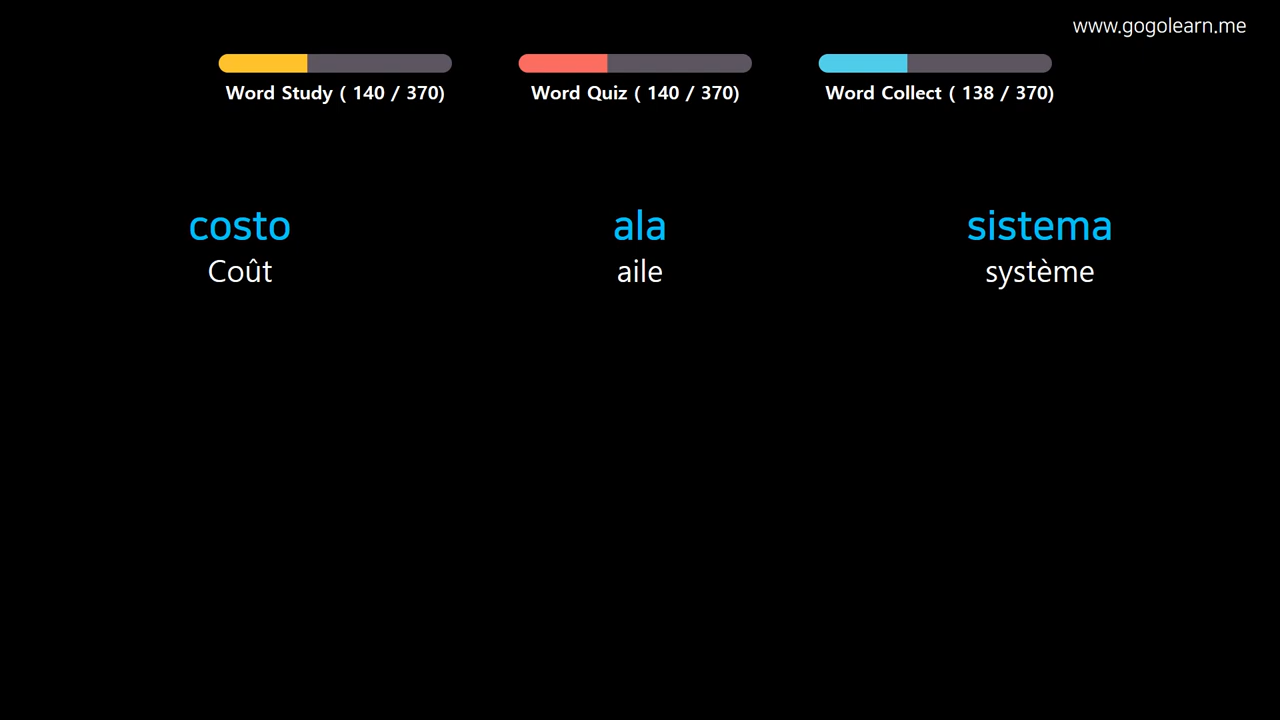 www.gogolearn.me
Word Study ( 140 / 370)
Word Quiz ( 140 / 370)
Word Collect ( 138 / 370)
costo
Coût
ala
aile
sistema
système